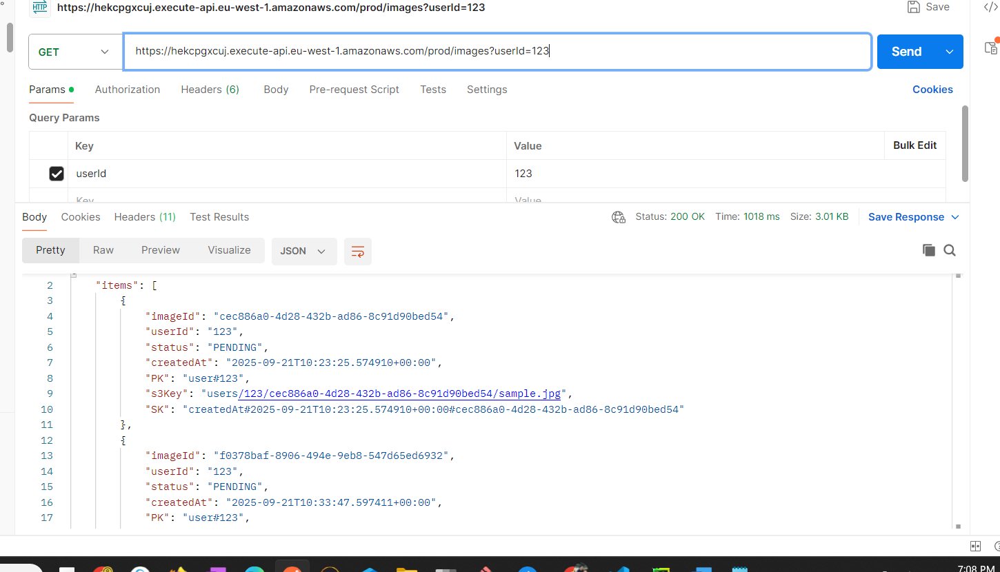 HTTP https://hekcpgxcuj.execute-api.eu-west-1.amazonaws.com/prod/images?userId=123 Save
GET https://hekcpgxcuj.execute-api.eu-west-1.amazonaws.com/prod/images?userId=123 Send
Params Authorization Headers (6) Body Pre-request Script Tests Settings Cookies
Query Params
Key Value Bulk Edit
userId 123
Key Value
Body Cookies Headers (11) Test Results Status: 200 OK Time: 1018 ms Size: 3.01 KB Save Response
Pretty Raw Preview Visualize JSON
2 "items": [
3 {
4 "imageId": "cec886a0-4d28-432b-ad86-8c91d90bed54",
5 "userId": "123",
6 "status": "PENDING",
7 "createdAt": "2025-09-21T10:23:25.574910+00:00",
8 "PK": "user#123",
9 "s3Key": "users/123/cec886a0-4d28-432b-ad86-8c91d90bed54/sample.jpg",
10 "SK": "createdAt#2025-09-21T10:23:25.574910+00:00#cec886a0-4d28-432b-ad86-8c91d90bed54"
11 },
12 {
13 "imageId": "f0378baf-8906-494e-9eb8-547d65ed6932",
14 "userId": "123",
15 "status": "PENDING",
16 "createdAt": "2025-09-21T10:33:47.597411+00:00",
17 "PK": "user#123",
7:08 PM